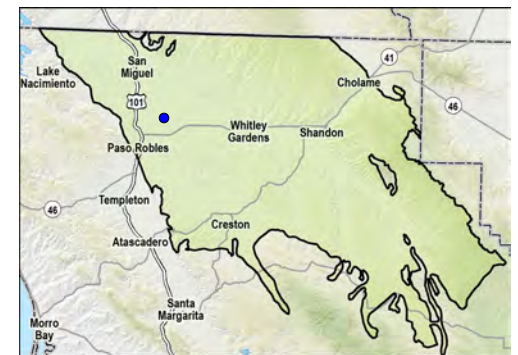 San
Miguel
Lake
Nacimiento
41
Cholame
101
46
Whitley
Gardens
Shandon
Paso Robles
Templeton
46
Creston
Atascadero
Santa
Margarita
Morro
Bay